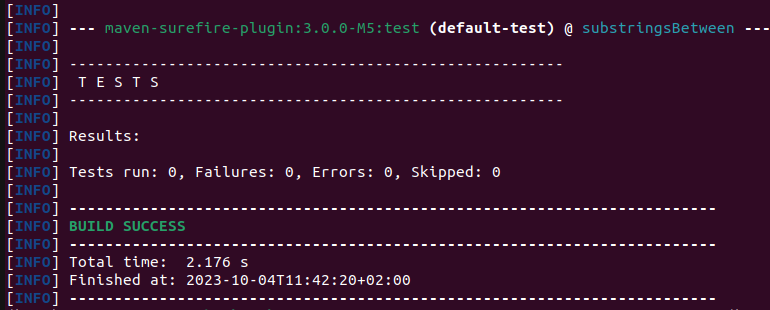 [INFO]
[INFO] --- maven-surefire-plugin:3.0.0-M5:test (default-test) @ substringsBetween ---
[INFO]
[INFO] -------------------------------------------------------
[INFO]  T E S T S
[INFO] -------------------------------------------------------
[INFO]
[INFO] Results:
[INFO]
[INFO] Tests run: 0, Failures: 0, Errors: 0, Skipped: 0
[INFO]
[INFO] ------------------------------------------------------------------------
[INFO] BUILD SUCCESS
[INFO] ------------------------------------------------------------------------
[INFO] Total time:  2.176 s
[INFO] Finished at: 2023-10-04T11:42:20+02:00
[INFO] ------------------------------------------------------------------------